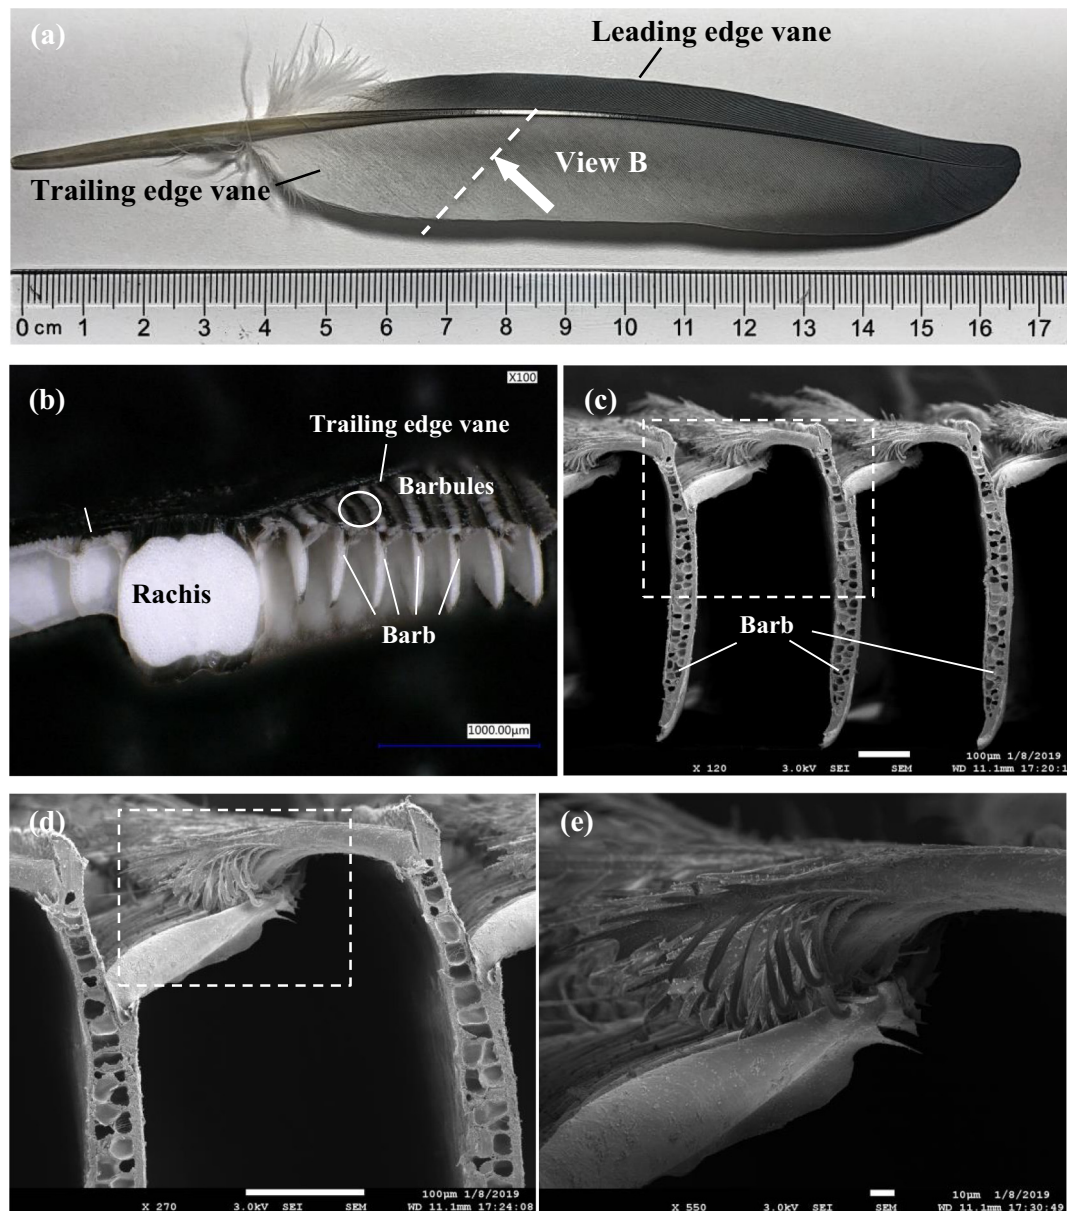 (a)
Leading edge vane
View B
Trailing edge vane
0 cm 1 2 3 4 5 6 7 8 9 10 11 12 13 14 15 16 17
(b)
X100
Trailing edge vane
Barbules
Rachis
Barb
1000.00μm
(c)
Barb
100μm 1/8/2019
X 120 3.0kV SEI SEM WD 11.1mm 17:20:1
(d)
100μm 1/8/2019
X 270 3.0kV SEI SEM WD 11.1mm 17:24:08
(e)
10μm 1/8/2019
X 550 3.0kV SEI SEM WD 11.1mm 17:30:49